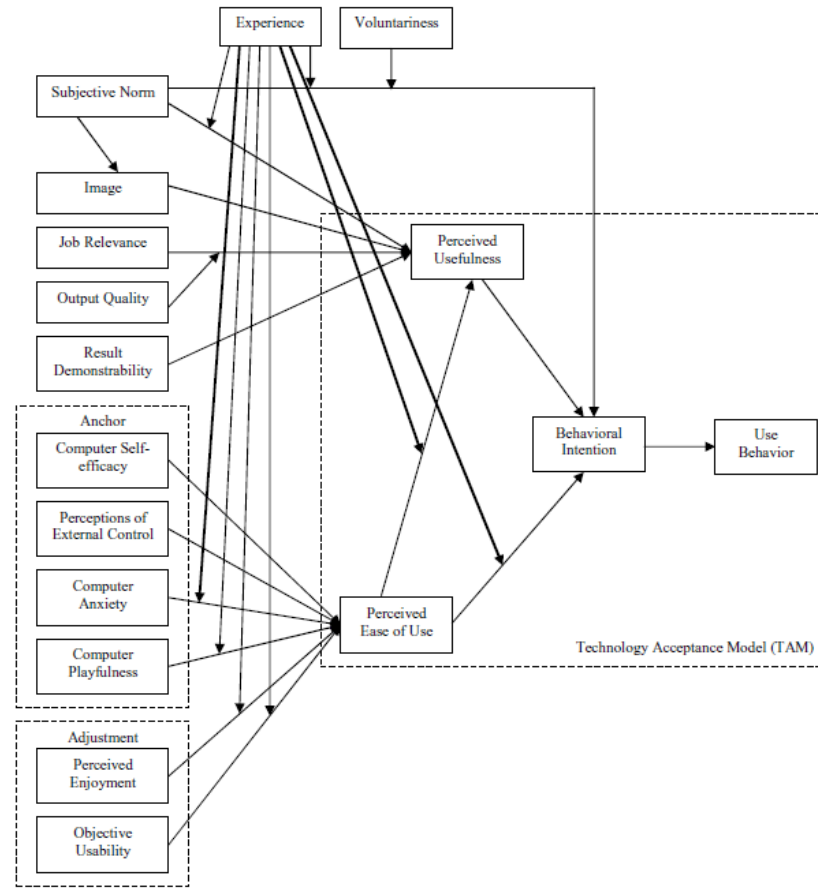 Experience
Voluntariness
Subjective Norm
Image
Job Relevance
Output Quality
Result
Demonstrability
Perceived
Usefulness
Anchor
Computer Self-
efficacy
Perceptions of
External Control
Computer
Anxiety
Computer
Playfulness
Behavioral
Intention
Use
Behavior
Perceived
Ease of Use
Technology Acceptance Model (TAM)
Adjustment
Perceived
Enjoyment
Objective
Usability